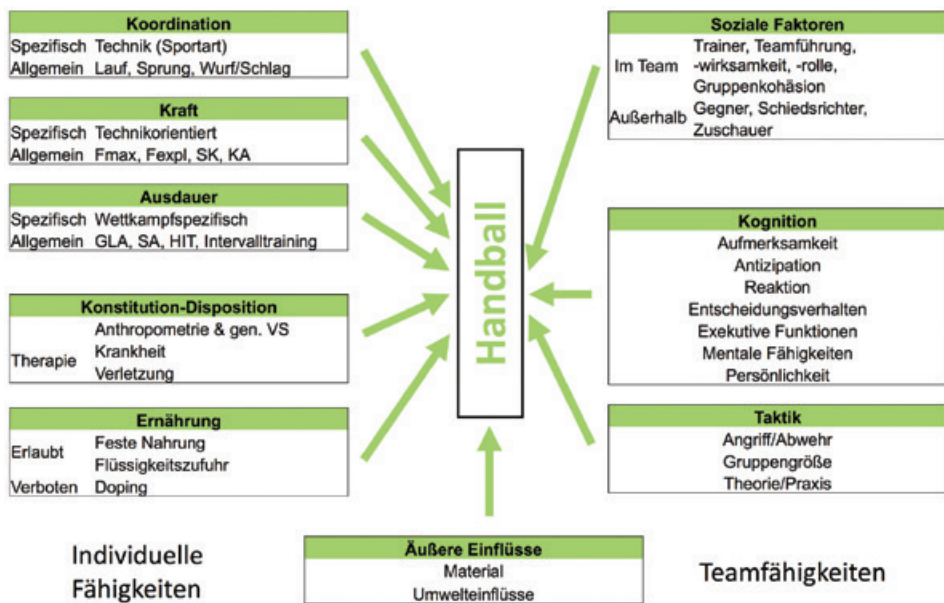 Koordination
Spezifisch Technik (Sportart)
Allgemein Lauf, Sprung, Wurf/Schlag
Kraft
Spezifisch Technikorientiert
Allgemein Fmax, Fexpl, SK, KA
Ausdauer
Spezifisch Wettkampfspezifisch
Allgemein GLA, SA, HIT, Intervalltraining
Konstitution-Disposition
Anthropometrie & gen. VS
Therapie Krankheit
Verletzung
Ernährung
Erlaubt Feste Nahrung
Flüssigkeitszufuhr
Verboten Doping
Individuelle
Fähigkeiten
Handball
Äußere Einflüsse
Material
Umwelteinflüsse
Soziale Faktoren
Im Team Trainer, Teamführung,
-wirksamkeit, -rolle,
Gruppenkohäsion
Außerhalb Gegner, Schiedsrichter,
Zuschauer
Kognition
Aufmerksamkeit
Antizipation
Reaktion
Entscheidungsverhalten
Exekutive Funktionen
Mentale Fähigkeiten
Persönlichkeit
Taktik
Angriff/Abwehr
Gruppengröße
Theorie/Praxis
Teamfähigkeiten